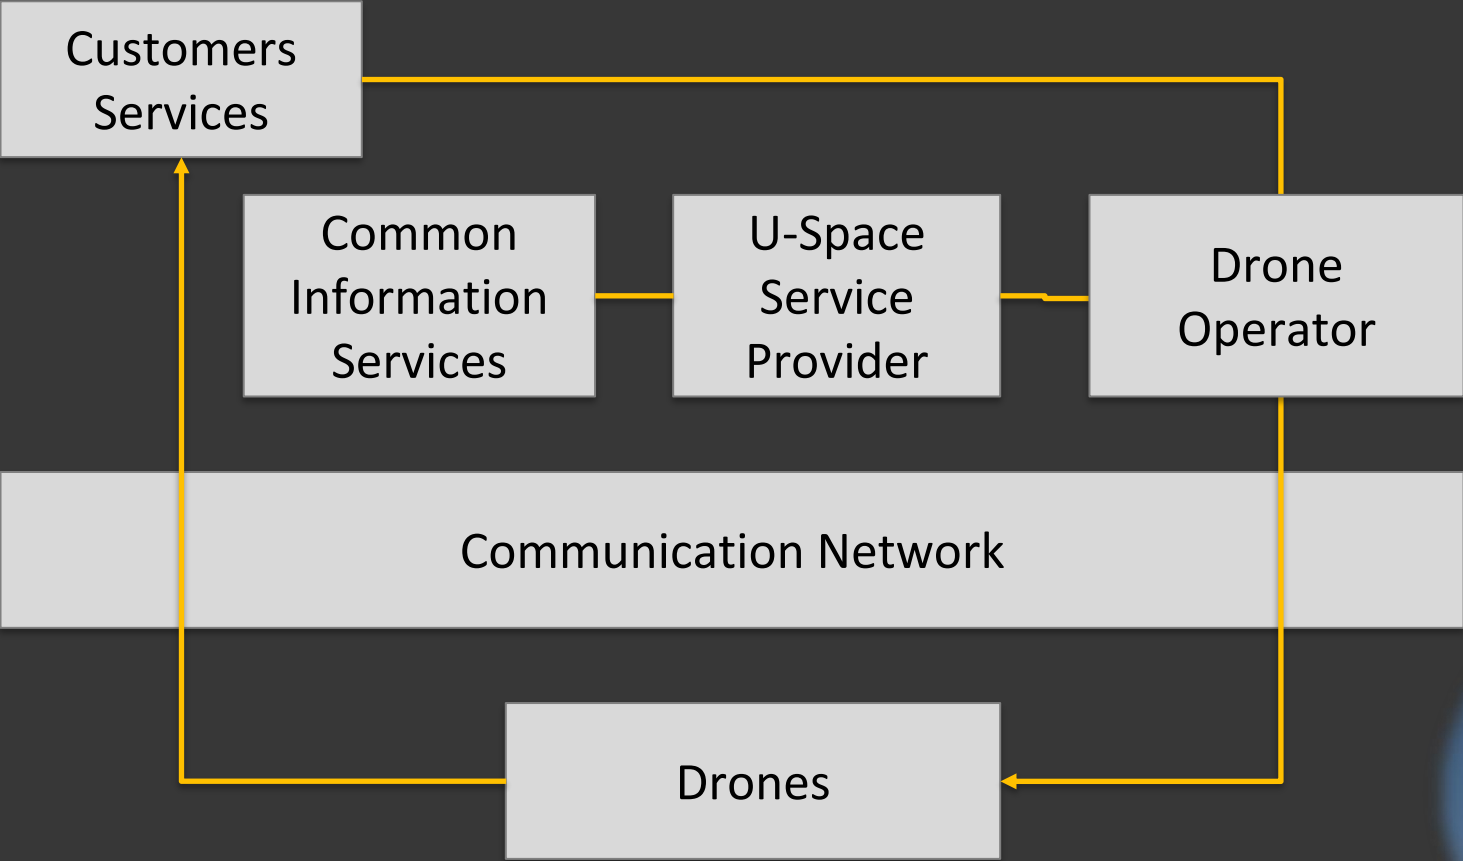 Customers
Services
Common
Information
Services
U-Space
Service
Provider
Drone
Operator
Communication Network
Drones